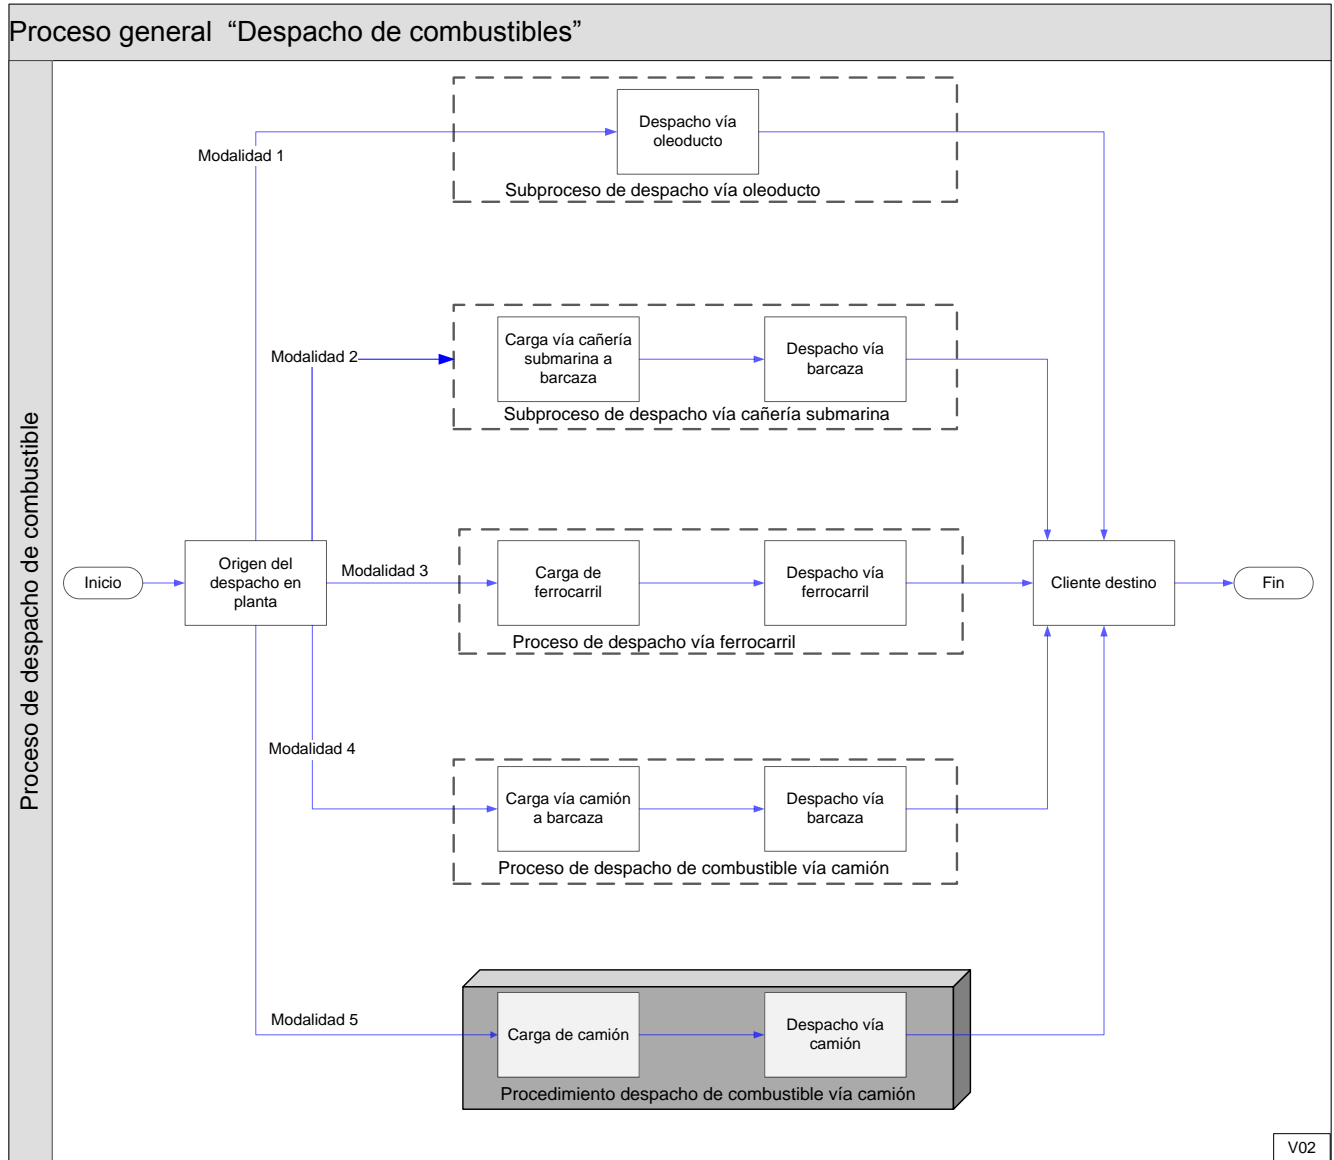 Proceso general “Despacho de combustibles”
Proceso de despacho de combustible
Despacho vía
oleoducto
Modalidad 1
Subproceso de despacho vía oleoducto
Modalidad 2
Carga vía cañería
submarina a
barcaza
Despacho vía
barcaza
Subproceso de despacho vía cañería submarina
Inicio
Origen del
despacho en
planta
Modalidad 3
Carga de
ferrocarril
Despacho vía
ferrocarril
Cliente destino
Fin
Proceso de despacho vía ferrocarril
Modalidad 4
Carga vía camión
a barcaza
Despacho vía
barcaza
Proceso de despacho de combustible vía camión
Modalidad 5
Carga de camión
Despacho vía
camión
Procedimiento despacho de combustible vía camión
V02